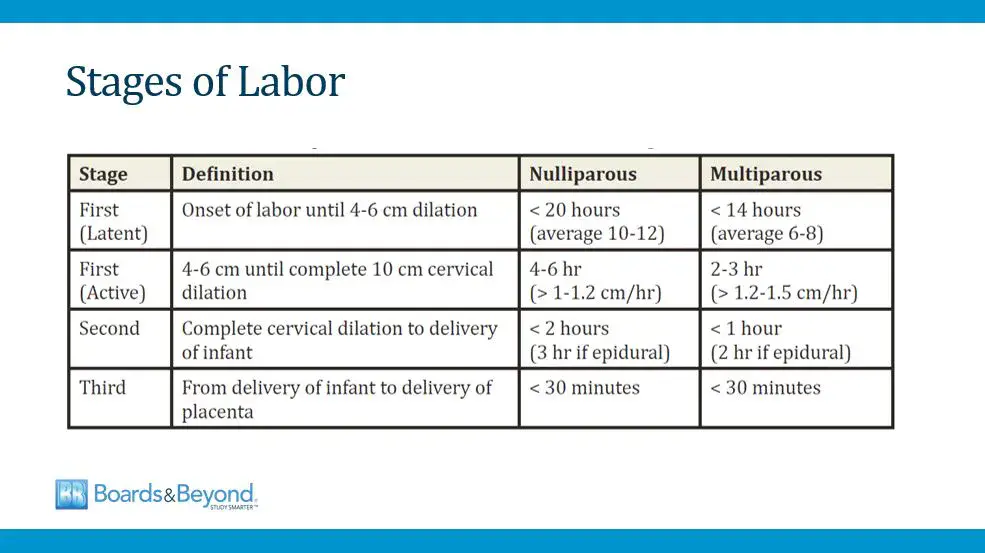 Stages of Labor
Stage Definition Nulliparous Multiparous
First Onset of labor until 4-6 cm dilation < 20 hours < 14 hours
(Latent) (average 10-12) (average 6-8)
First 4-6 cm until complete 10 cm cervical 4-6 hr 2-3 hr
(Active) dilation (> 1-1.2 cm/hr) (> 1.2-1.5 cm/hr)
Second Complete cervical dilation to delivery < 2 hours < 1 hour
of infant (3 hr if epidural) (2 hr if epidural)
Third From delivery of infant to delivery of < 30 minutes < 30 minutes
placenta
BB Boards&Beyond.
STUDY SMARTER™